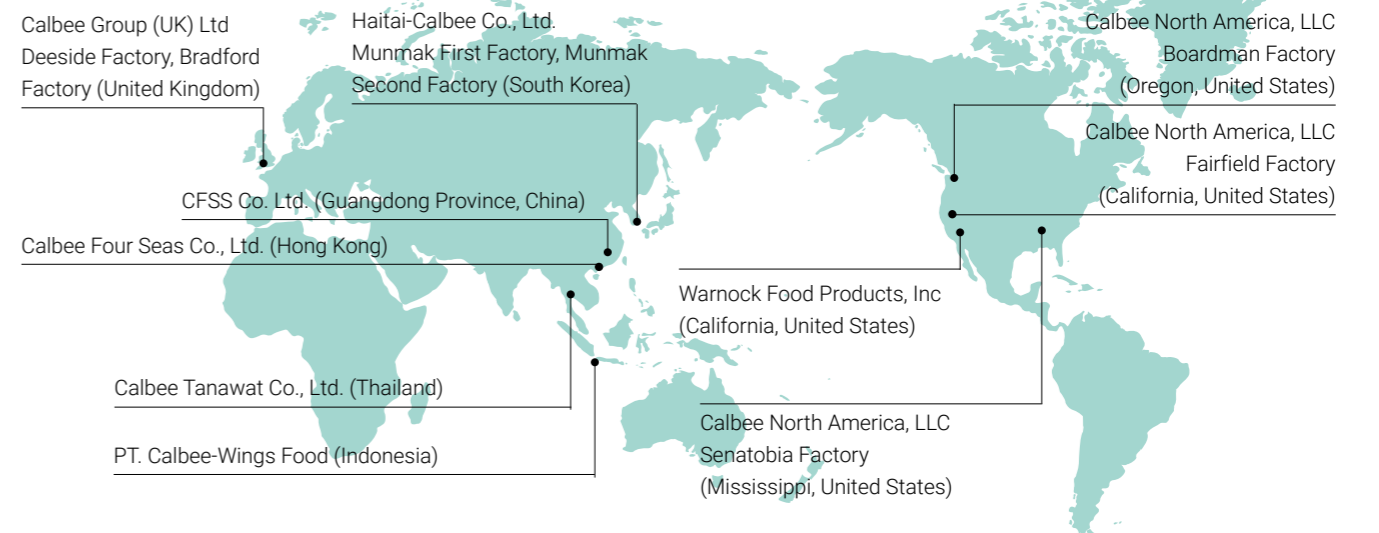 Calbee Group (UK) Ltd
Deeside Factory, Bradford
Factory (United Kingdom)
Haitai-Calbee Co., Ltd.
Munmak First Factory, Munmak
Second Factory (South Korea)
Calbee North America, LLC
Boardman Factory
(Oregon, United States)
Calbee North America, LLC
Fairfield Factory
(California, United States)
CFSS Co. Ltd. (Guangdong Province, China)
Calbee Four Seas Co., Ltd. (Hong Kong)
Warnock Food Products, Inc
(California, United States)
Calbee Tanawat Co., Ltd. (Thailand)
PT. Calbee-Wings Food (Indonesia)
Calbee North America, LLC
Senatobia Factory
(Mississippi, United States)